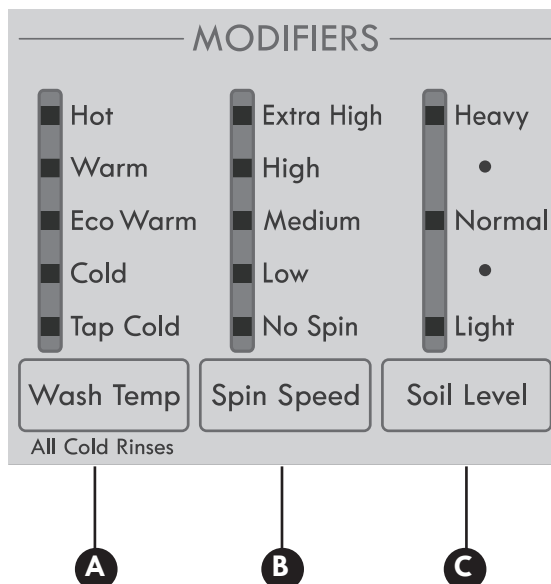 MODIFIERS
Hot
Warm
Eco Warm
Cold
Tap Cold
Wash Temp
All Cold Rinses
Extra High
High
Medium
Low
No Spin
Spin Speed
Heavy
Normal
Light
Soil Level
A
B
C